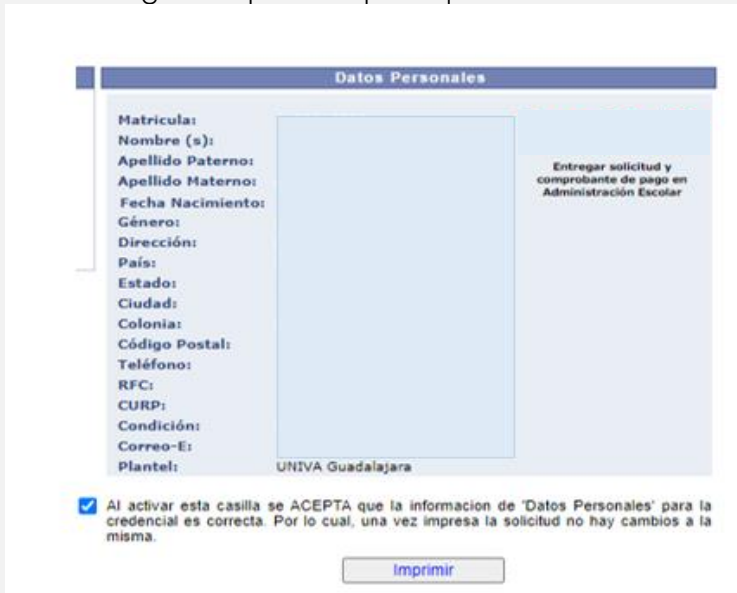 Datos Personales
Matricula:
Nombre (s):
Apellido Paterno:
Apellido Materno:
Fecha Nacimiento:
Género:
Dirección:
País:
Estado:
Ciudad:
Colonia:
Código Postal:
Teléfono:
RFC:
CURP:
Condición:
Correo-E:
Plantel: UNIVA Guadalajara
Entregar solicitud y
comprobante de pago en
Administración Escolar
Al activar esta casilla se ACEPTA que la informacion de 'Datos Personales' para la
credencial es correcta. Por lo cual, una vez impresa la solicitud no hay cambios a la
misma.
Imprimir